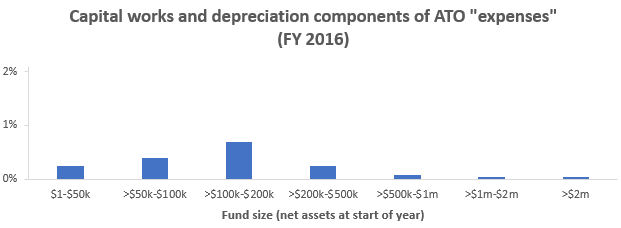 Capital works and depreciation components of ATO "expenses"
(FY 2016)
2%
1%
0%
$1-$50k >$50k-$100k >$100k-$200k >$200k-$500k >$500k-$1m >$1m-$2m >$2m
Fund size (net assets at start of year)